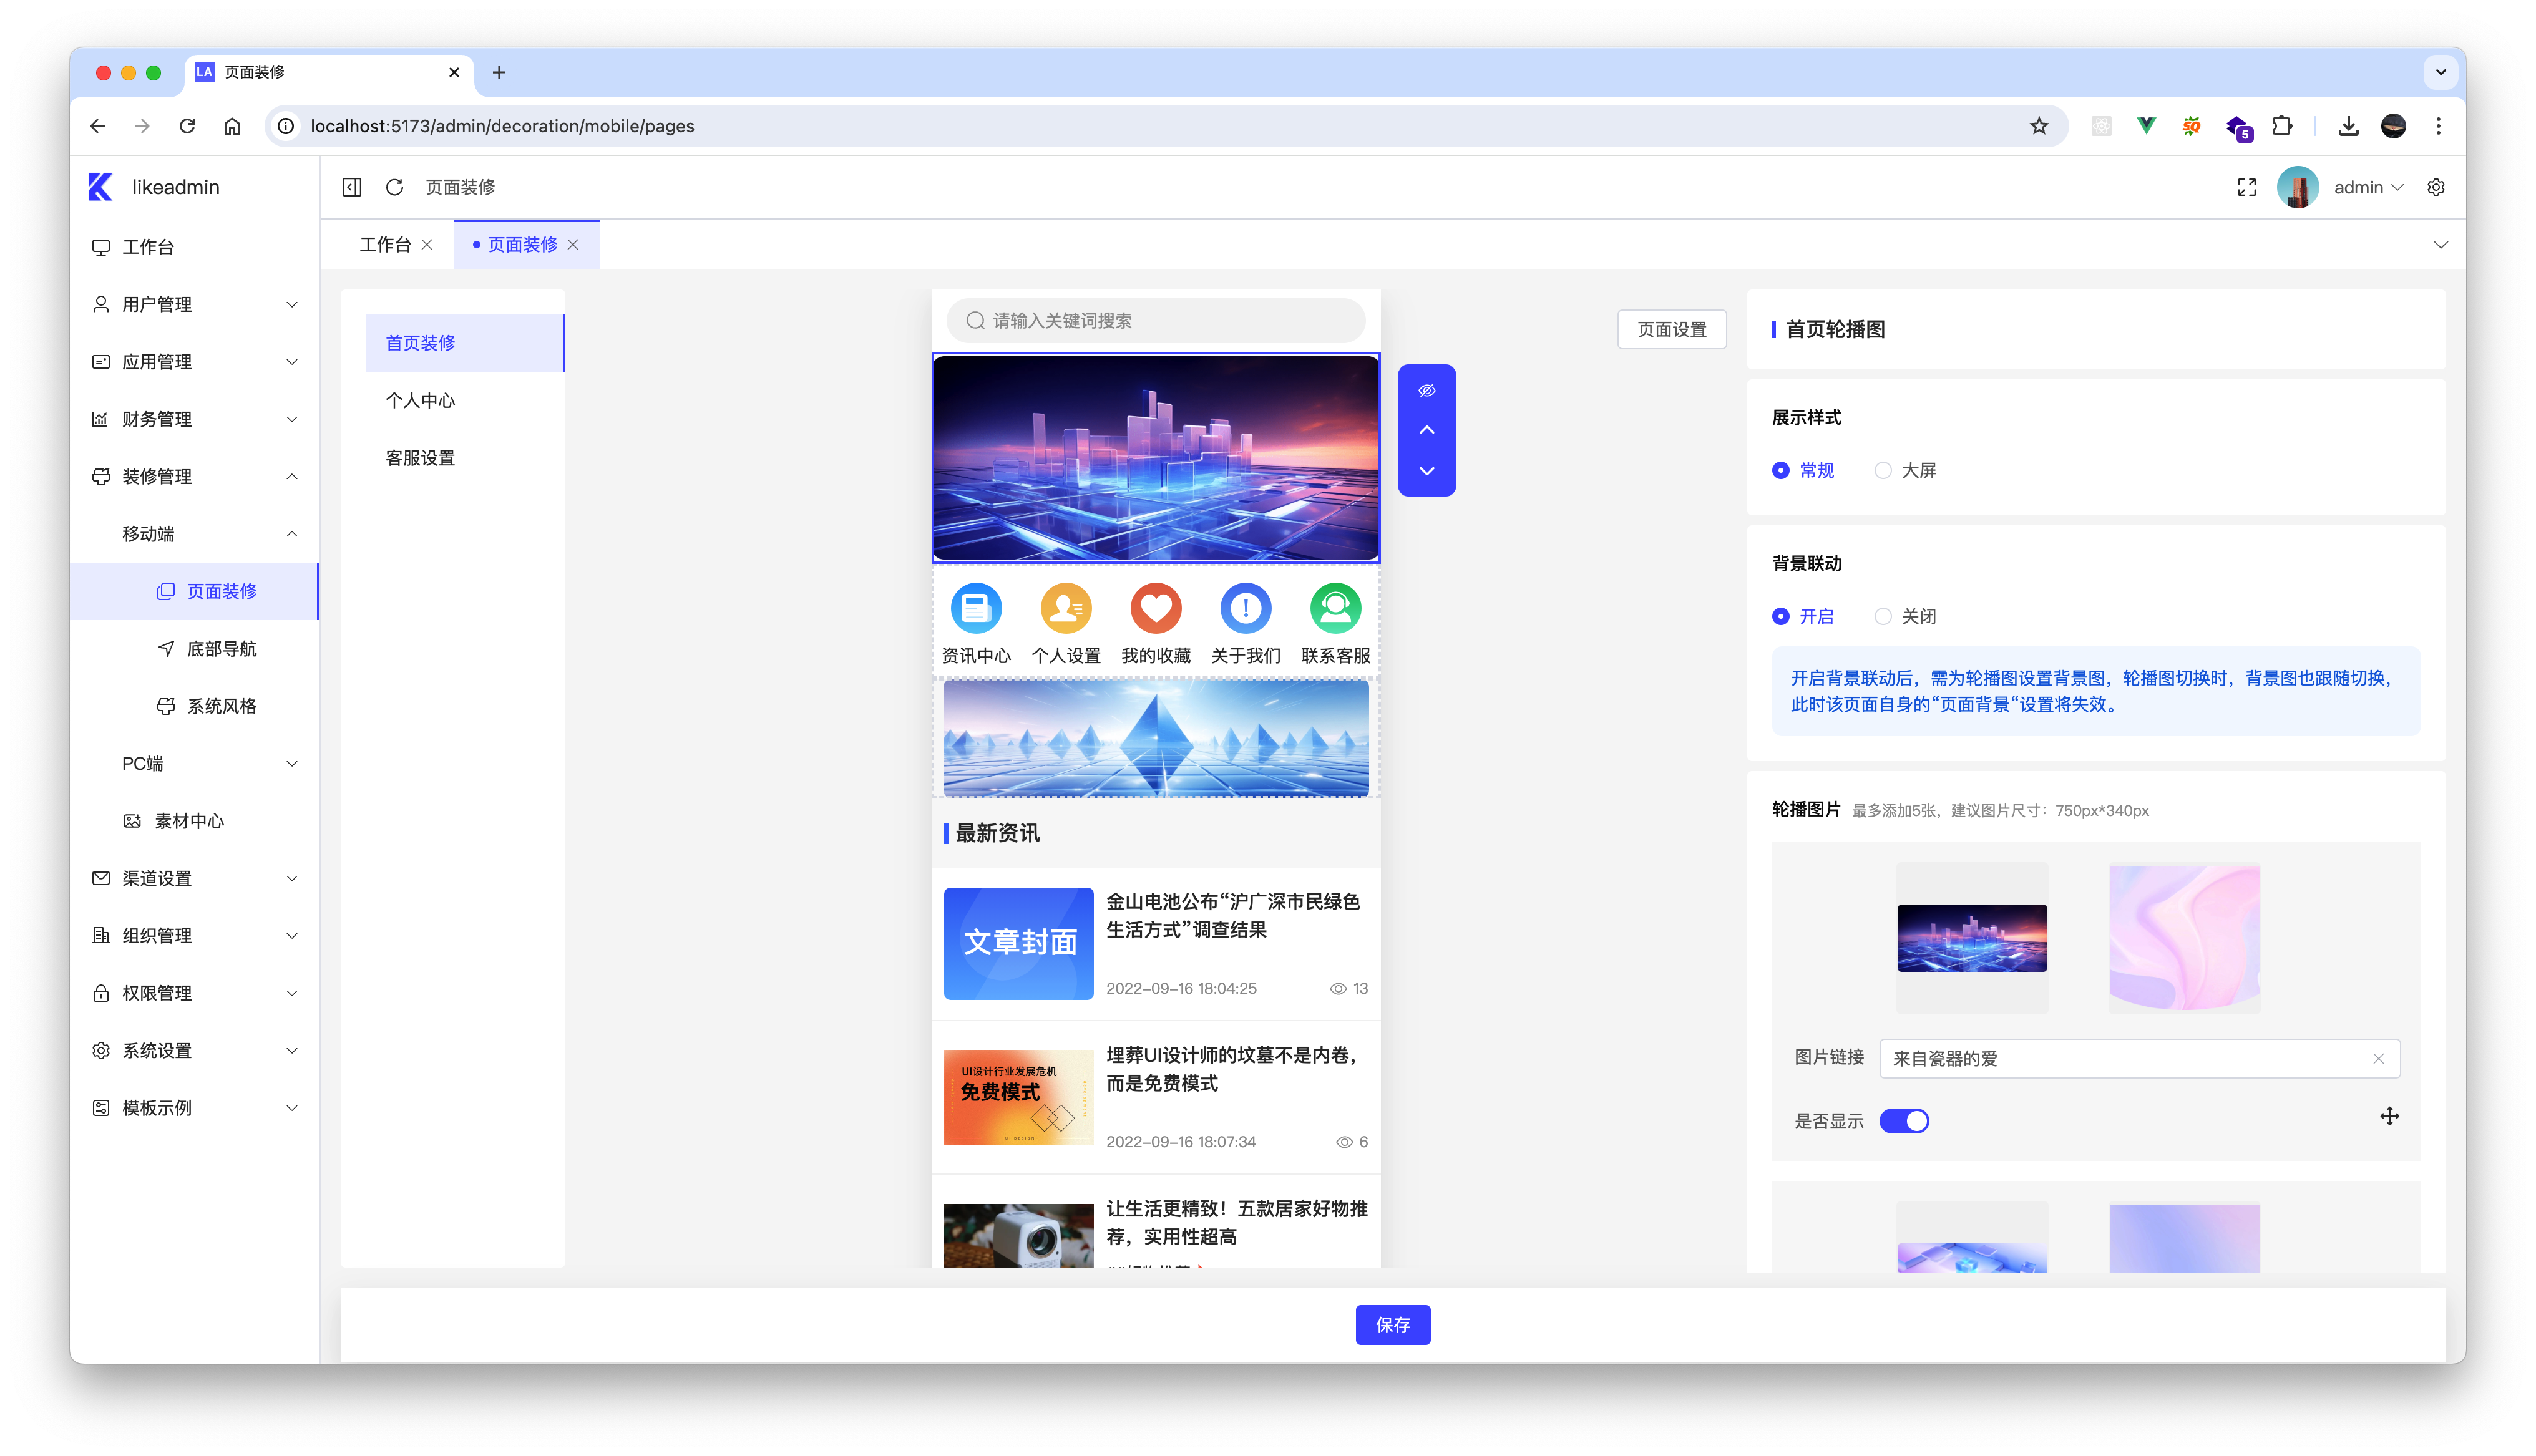 LA 页面装修
localhost:5173/admin/decoration/mobile/pages
SQ
5
likeadmin
页面装修
admin
工作台
用户管理
应用管理
财务管理
装修管理
移动端
页面装修
底部导航
系统风格
PC端
素材中心
渠道设置
组织管理
权限管理
系统设置
模板示例
工作台
页面装修
首页装修
个人中心
客服设置
请输入关键词搜索
资讯中心
个人设置
我的收藏
关于我们
联系客服
最新资讯
文章封面
金山电池公布“沪广深市民绿色
生活方式”调查结果
2022-09-16 18:04:25
13
UI设计行业发展危机
免费模式
UI DESIGN
埋葬UI设计师的坟墓不是内卷，
而是免费模式
2022-09-16 18:07:34
6
让生活更精致！五款居家好物推
荐，实用性超高
页面设置
首页轮播图
展示样式
常规
大屏
背景联动
开启
关闭
开启背景联动后，需为轮播图设置背景图，轮播图切换时，背景图也跟随切换，
此时该页面自身的“页面背景“设置将失效。
轮播图片 最多添加5张，建议图片尺寸：750px*340px
图片链接
来自瓷器的爱
是否显示
保存